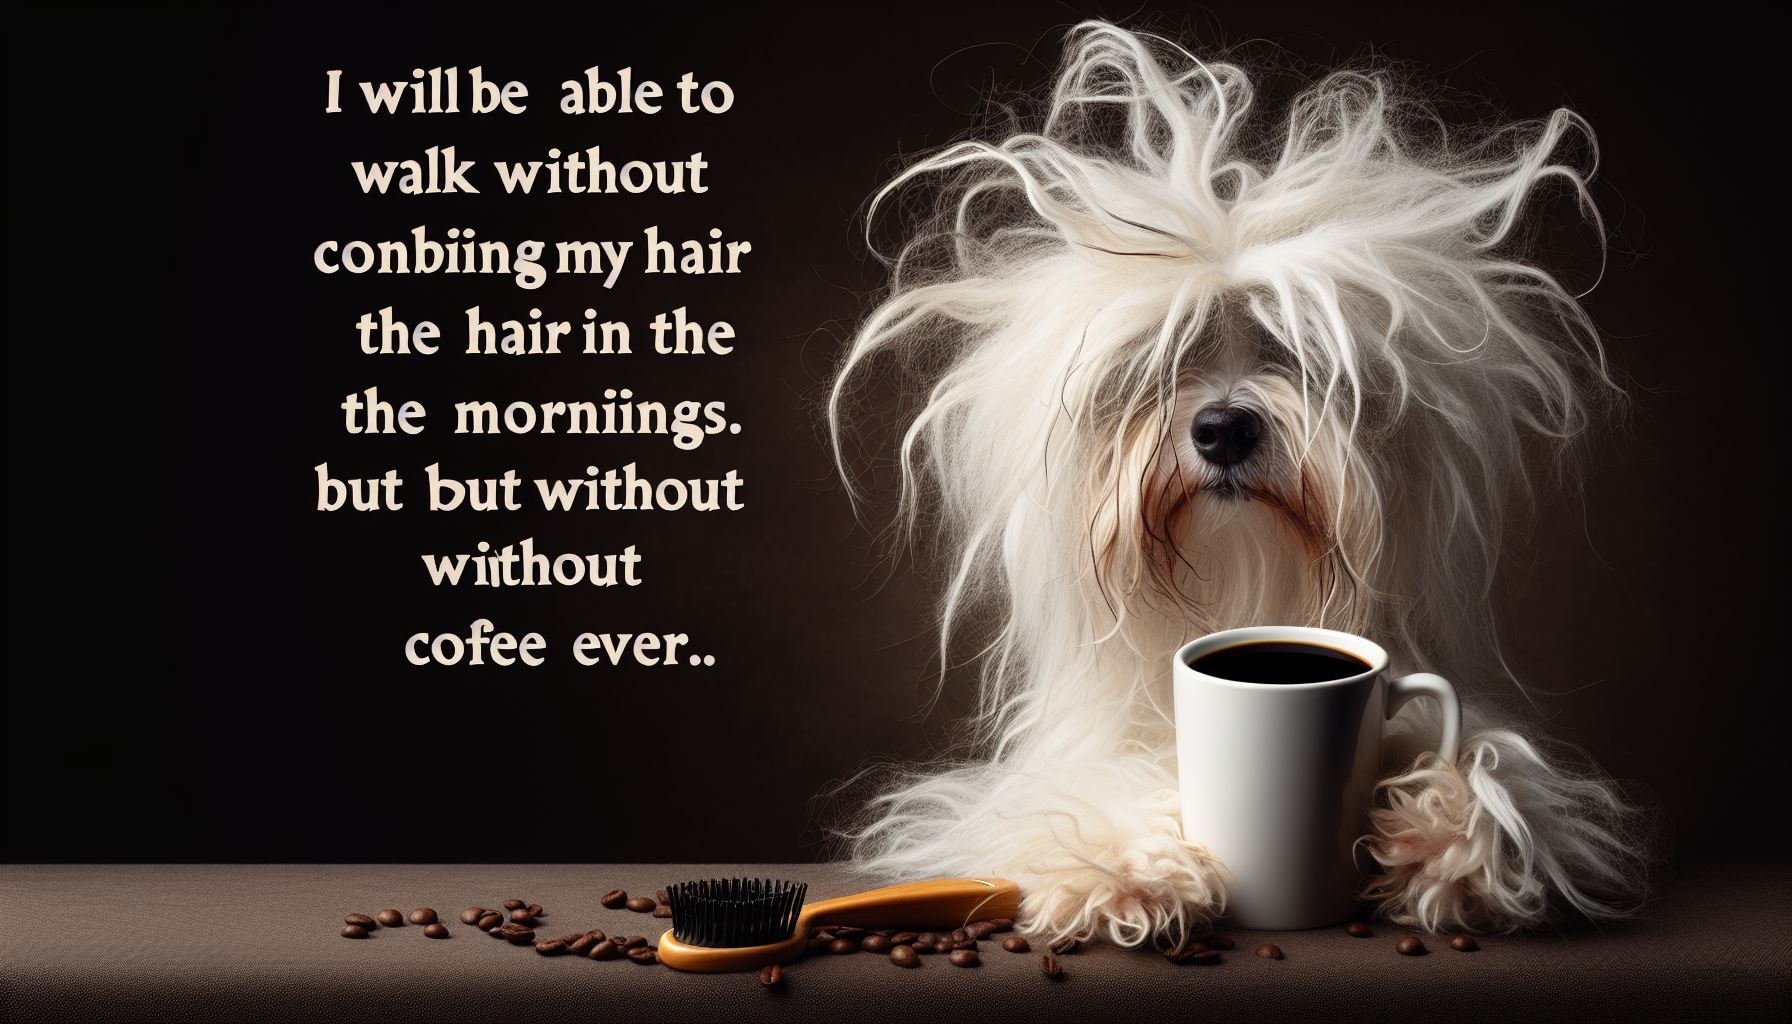 I will be able to
walk without
conbiing my hair
the hair in the
the morniings.
but but without
wiithout
cofee ever..